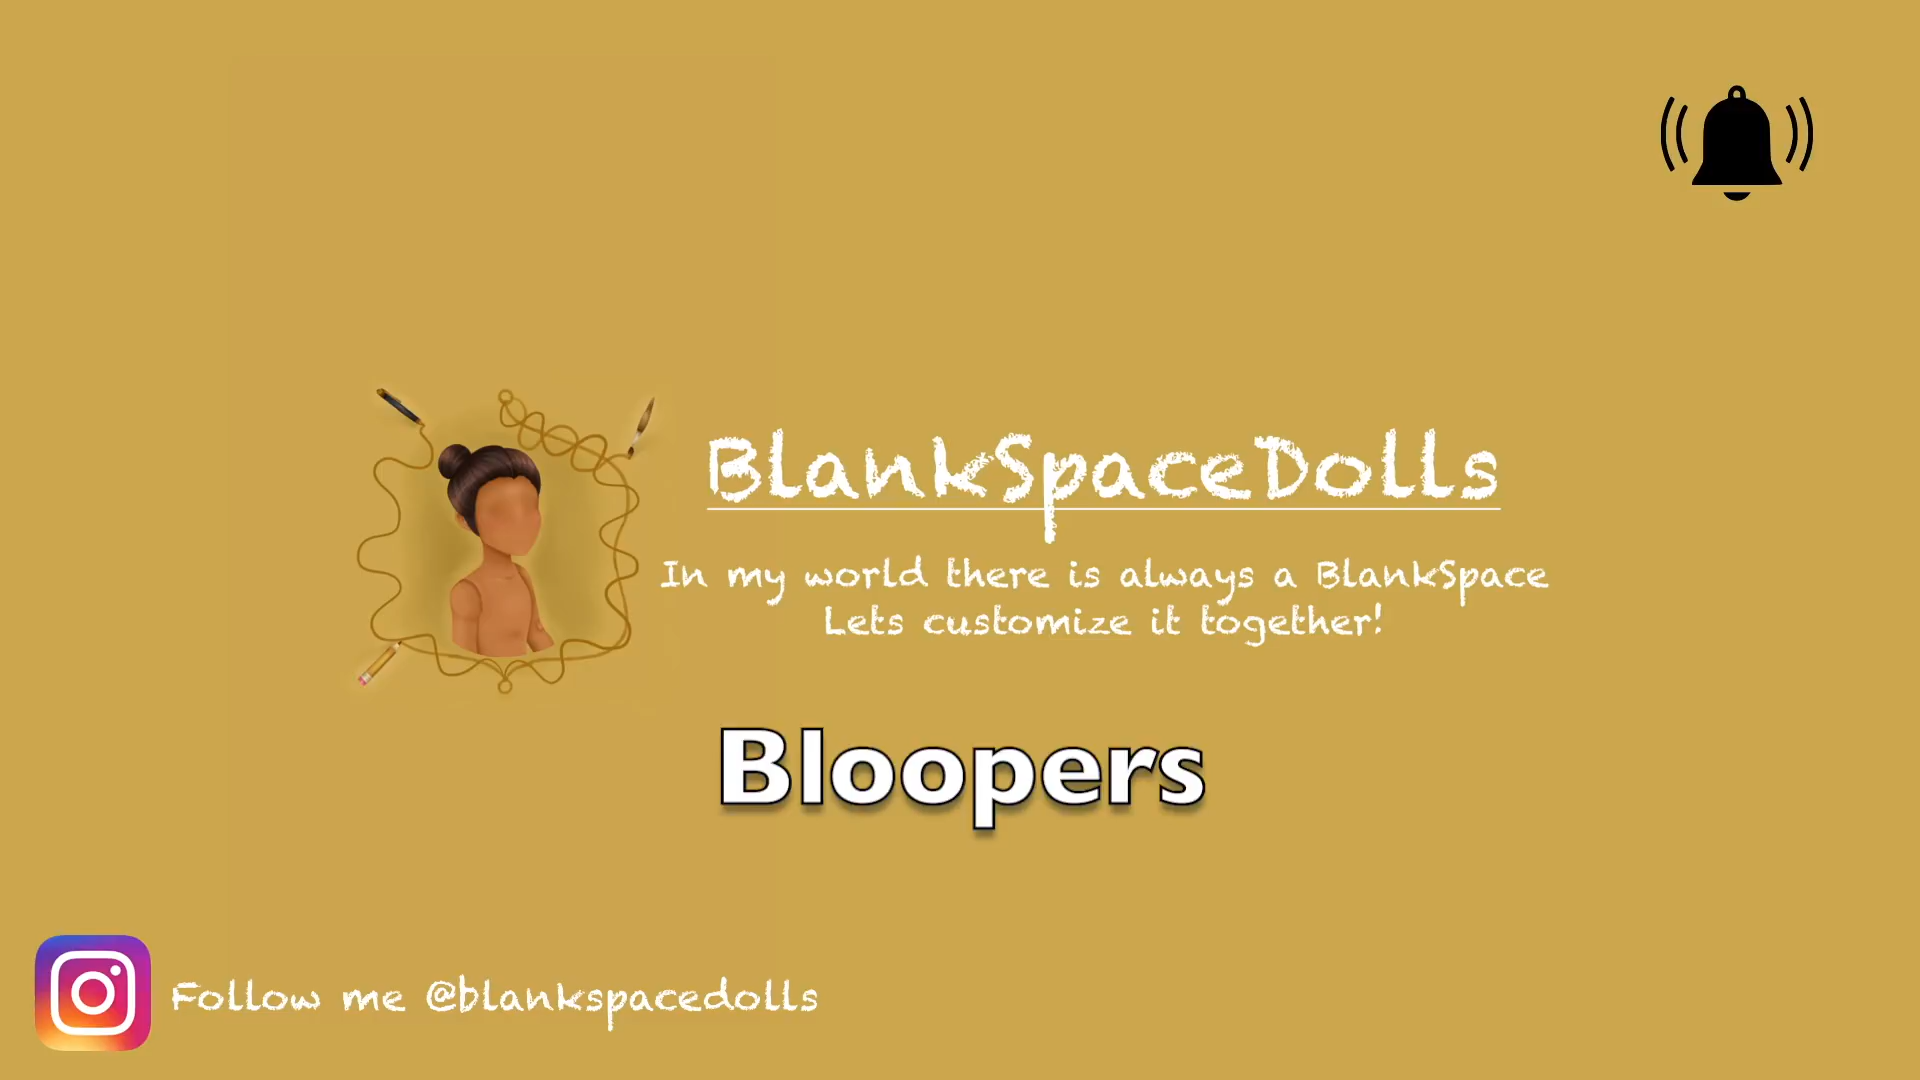 BlankSpaceDolls
In my world there is always a BlankSpace
Lets customize it together!
Bloopers
Follow me @blankspacedolls